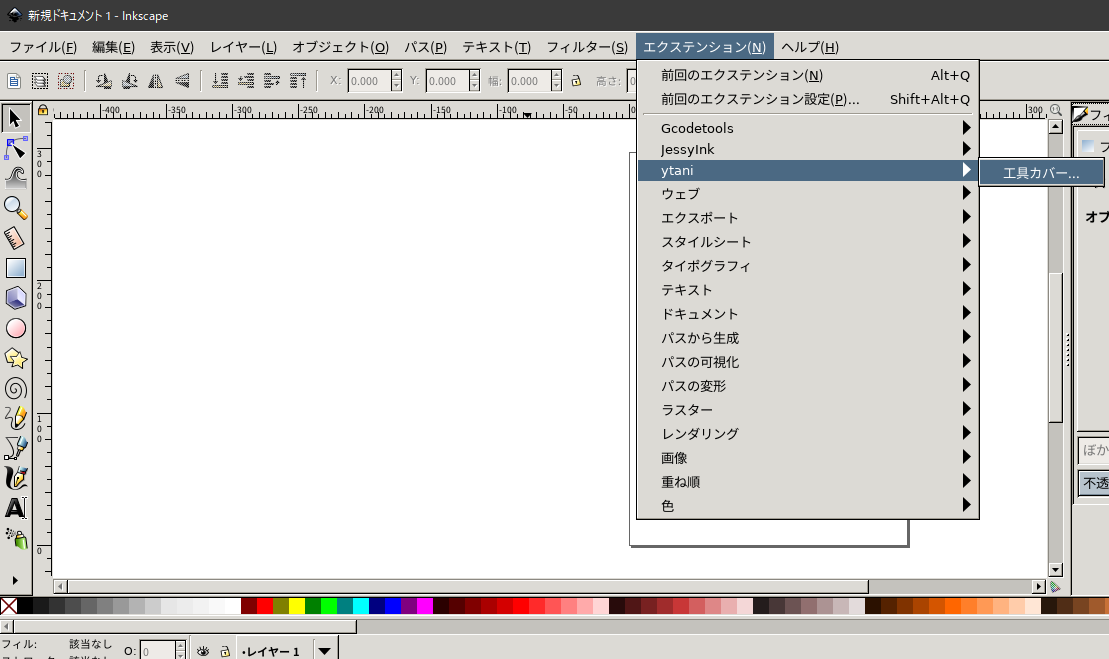 新規ドキュメント 1 - Inkscape
ファイル(F) 編集(E) 表示(V) レイヤー(L) オブジェクト(O) パス(P) テキスト(T) フィルター(S) エクステンション(N) ヘルプ(H)
X: 0.000 Y: 0.000 幅: 0.000 高さ: 0
前回のエクステンション(N) Alt+Q
前回のエクステンション設定(P)... Shift+Alt+Q
-400 -350 -300 -250 -200 -150 -100 -50 0 300
Gcodetools
JessyInk
ytani
工具カバー...
ウェブ
エクスポート
スタイルシート
タイポグラフィ
テキスト
ドキュメント
パスから生成
パスの可視化
パスの変形
ラスター
レンダリング
画像
重ね順
色
フィ
フ
オブ
ぼか
不透
300
200
100
0
フィル: 該当なし O: 0 •レイヤー 1